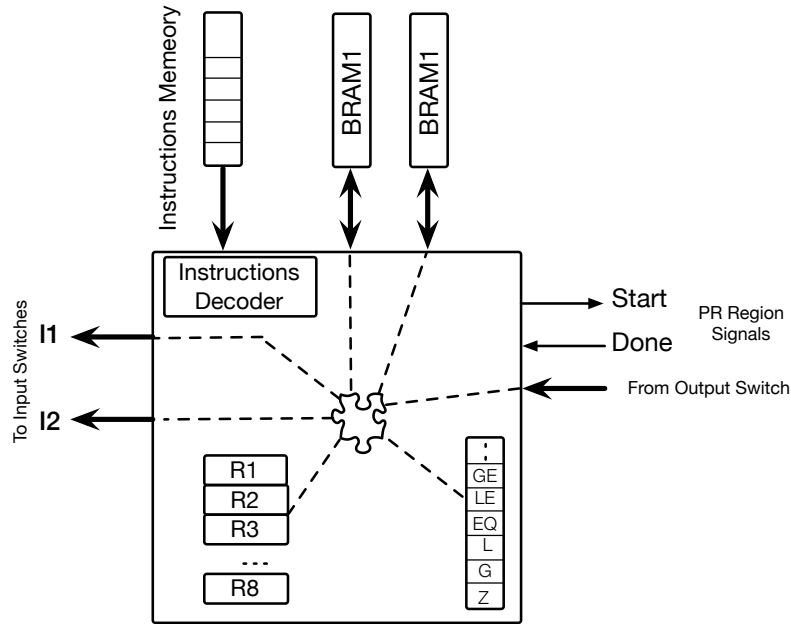 Instructions Memeory
BRAM1
BRAM1
Instructions
Decoder
Start
Done
PR Region
Signals
To Input Switches
I1
I2
From Output Switch
R1
R2
R3
....
R8
GE
LE
EQ
L
G
Z